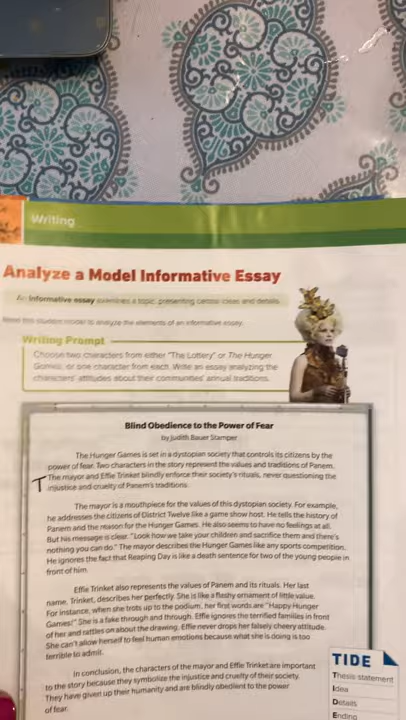 Writing
Analyze a Model Informative Essay
An informative essay examines a topic, presenting central ideas and details.
Read this student model to analyze the elements of an informative essay.
Writing Prompt
Choose two characters from either "The Lottery" or The Hunger
Games, or one character from each. Write an essay analyzing the
characters' attitudes about their communities' annual traditions.
Blind Obedience to the Power of Fear
by Judith Bauer Stamper
The Hunger Games is set in a dystopian society that controls its citizens by the
power of fear. Two characters in the story represent the values and traditions of Panem.
T The mayor and Effie Trinket blindly enforce their society's rituals, never questioning the
injustice and cruelty of Panem's traditions.
The mayor is a mouthpiece for the values of this dystopian society. For example,
he addresses the citizens of District Twelve like a game show host. He tells the history of
Panem and the reason for the Hunger Games. He also seems to have no feelings at all.
But his message is clear: "Look how we take your children and sacrifice them and there's
nothing you can do." The mayor describes the Hunger Games like any sports competition.
He ignores the fact that Reaping Day is like a death sentence for two of the young people in
front of him.
Effie Trinket also represents the values of Panem and its rituals. Her last
name, Trinket, describes her perfectly. She is like a flashy ornament of little value.
For instance, when she trots up to the podium, her first words are "Happy Hunger
Games!" She is a fake through and through. Effie ignores the terrified families in front
of her and rattles on about the drawing. Effie never drops her falsely cheery attitude.
She can't allow herself to feel human emotions because what she is doing is too
terrible to admit.
In conclusion, the characters of the mayor and Effie Trinket are important
to the story because they symbolize the injustice and cruelty of their society.
They have given up their humanity and are blindly obedient to the power
of fear.
TIDE
Thesis statement
Idea
Details
Ending